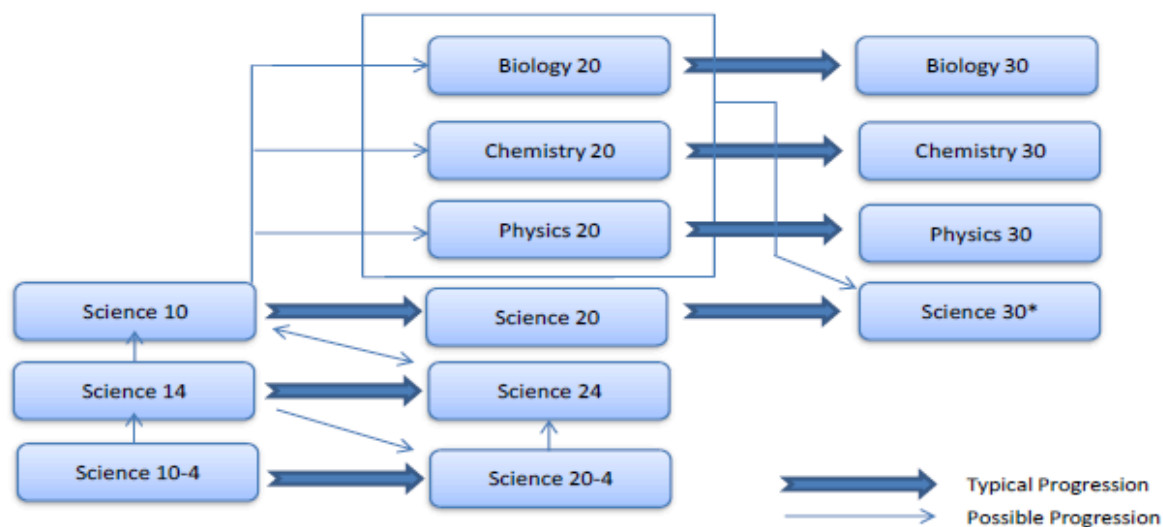 Biology 20
Biology 30
Chemistry 20
Chemistry 30
Physics 20
Physics 30
Science 10
Science 20
Science 30*
Science 14
Science 24
Science 10-4
Science 20-4
Typical Progression
Possible Progression